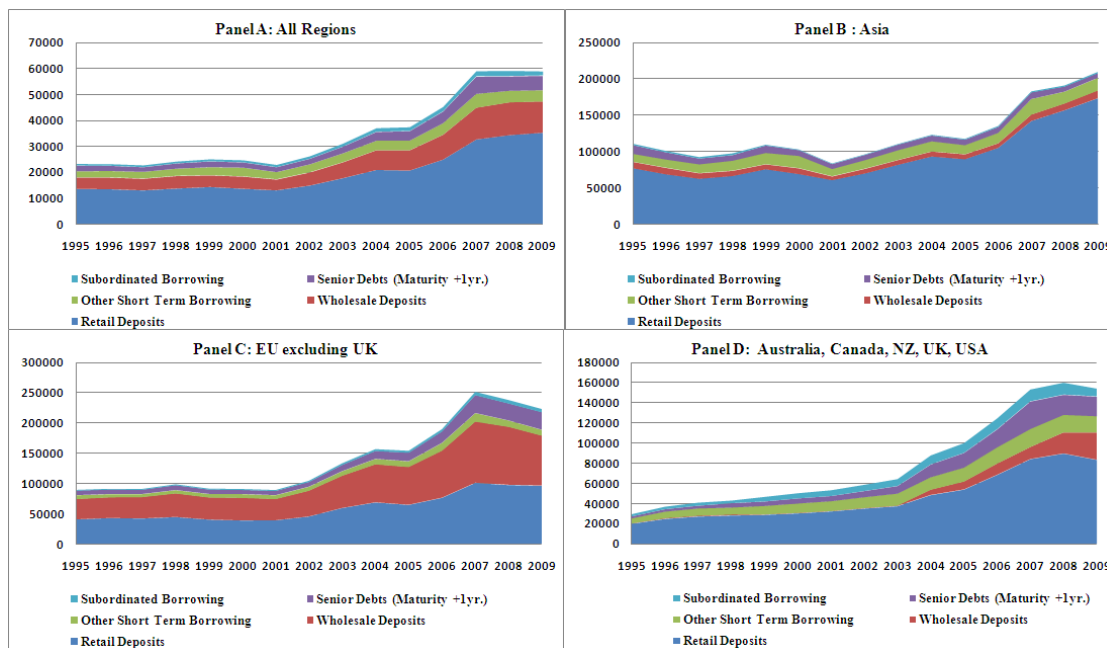 Panel A: All Regions
70000
60000
50000
40000
30000
20000
10000
0
1995 1996 1997 1998 1999 2000 2001 2002 2003 2004 2005 2006 2007 2008 2009
Subordinated Borrowing Senior Debts (Maturity +1yr.)
Other Short Term Borrowing Wholesale Deposits
Retail Deposits
Panel B : Asia
250000
200000
150000
100000
50000
0
1995 1996 1997 1998 1999 2000 2001 2002 2003 2004 2005 2006 2007 2008 2009
Subordinated Borrowing Senior Debts (Maturity +1yr.)
Other Short Term Borrowing Wholesale Deposits
Retail Deposits
Panel C: EU excluding UK
300000
250000
200000
150000
100000
50000
0
1995 1996 1997 1998 1999 2000 2001 2002 2003 2004 2005 2006 2007 2008 2009
Subordinated Borrowing Senior Debts (Maturity +1yr.)
Other Short Term Borrowing Wholesale Deposits
Retail Deposits
Panel D: Australia, Canada, NZ, UK, USA
180000
160000
140000
120000
100000
80000
60000
40000
20000
0
1995 1996 1997 1998 1999 2000 2001 2002 2003 2004 2005 2006 2007 2008 2009
Subordinated Borrowing Senior Debts (Maturity +1yr.)
Other Short Term Borrowing Wholesale Deposits
Retail Deposits